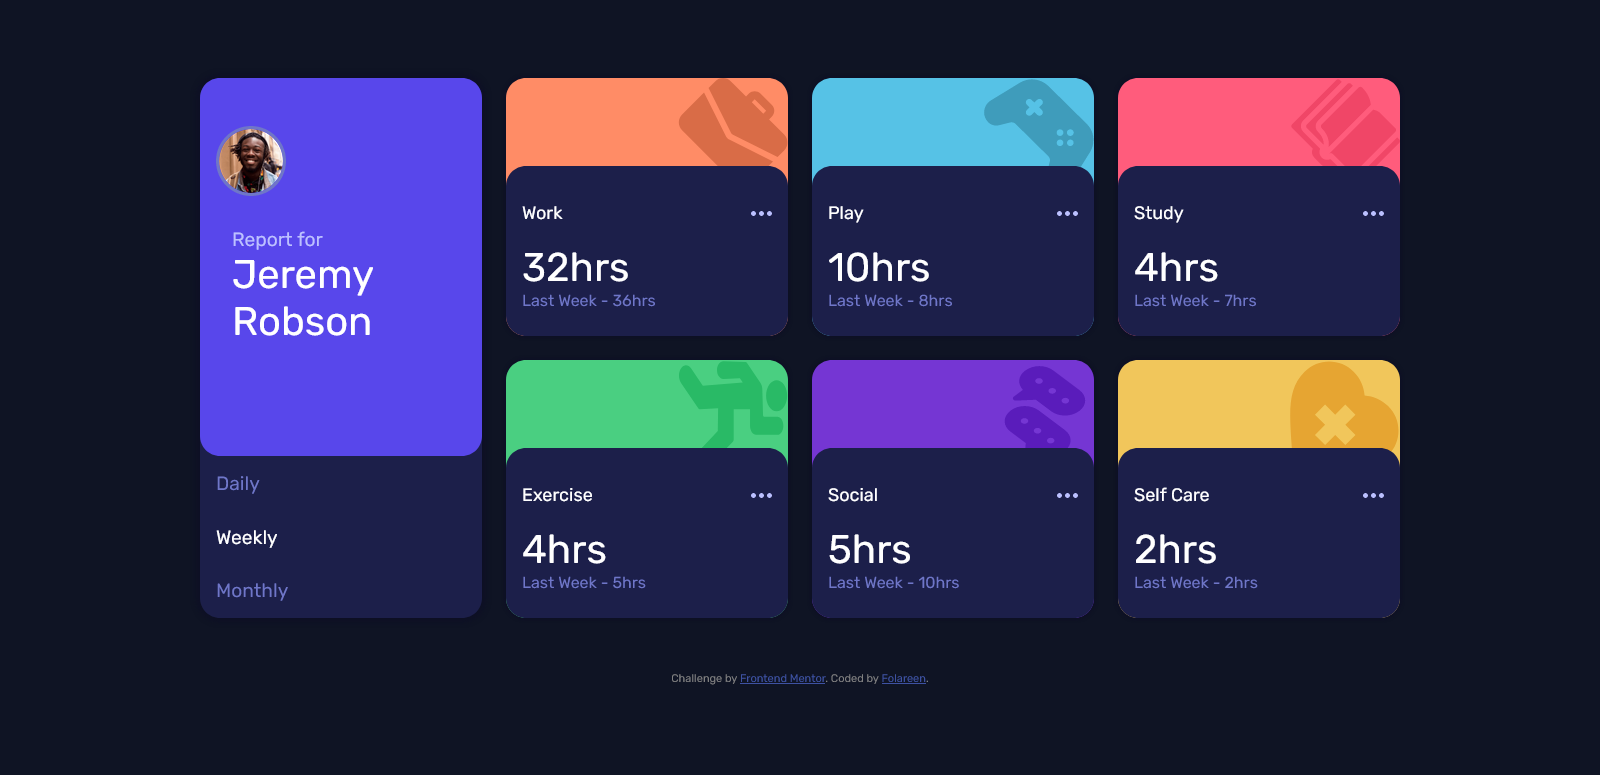 Report for
Jeremy
Robson
Daily
Weekly
Monthly
Work
32hrs
Last Week - 36hrs
Play
10hrs
Last Week - 8hrs
Study
4hrs
Last Week - 7hrs
Exercise
4hrs
Last Week - 5hrs
Social
5hrs
Last Week - 10hrs
Self Care
2hrs
Last Week - 2hrs
Challenge by Frontend Mentor. Coded by Folareen.